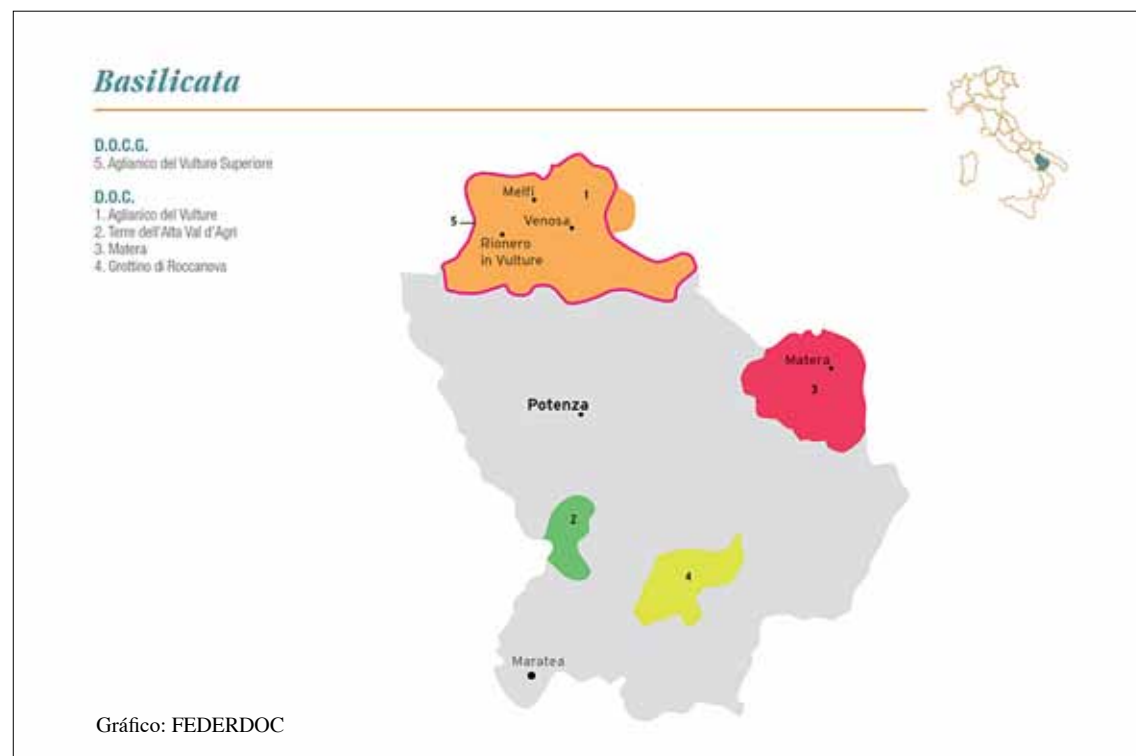 Basilicata
D.O.C.G.
5. Aglianico del Vulture Superiore
D.O.C.
1. Aglianico del Vulture
2. Terre dell'Alta Val d'Agri
3. Matera
4. Grottino di Roccanova
Melfi
1
5
Venosa
Rionero
in Vulture
Matera
3
Potenza
2
4
Maratea
Gráfico: FEDERDOC